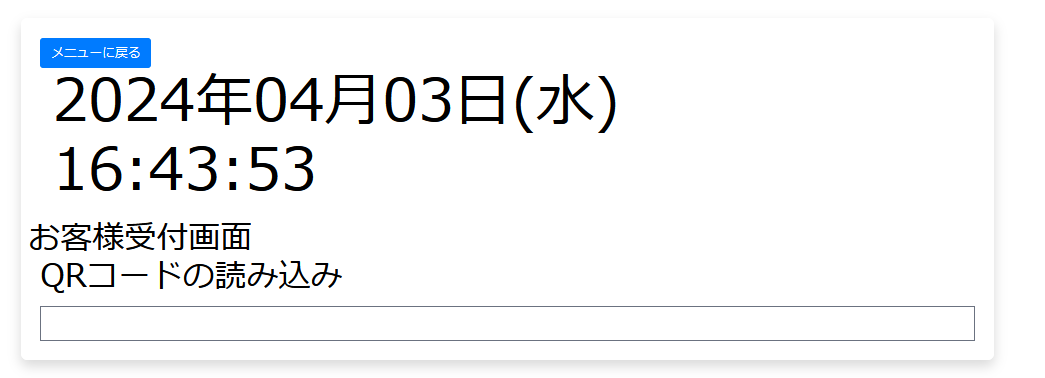 メニューに戻る
2024年04月03日(水)
16:43:53
お客様受付画面
QRコードの読み込み